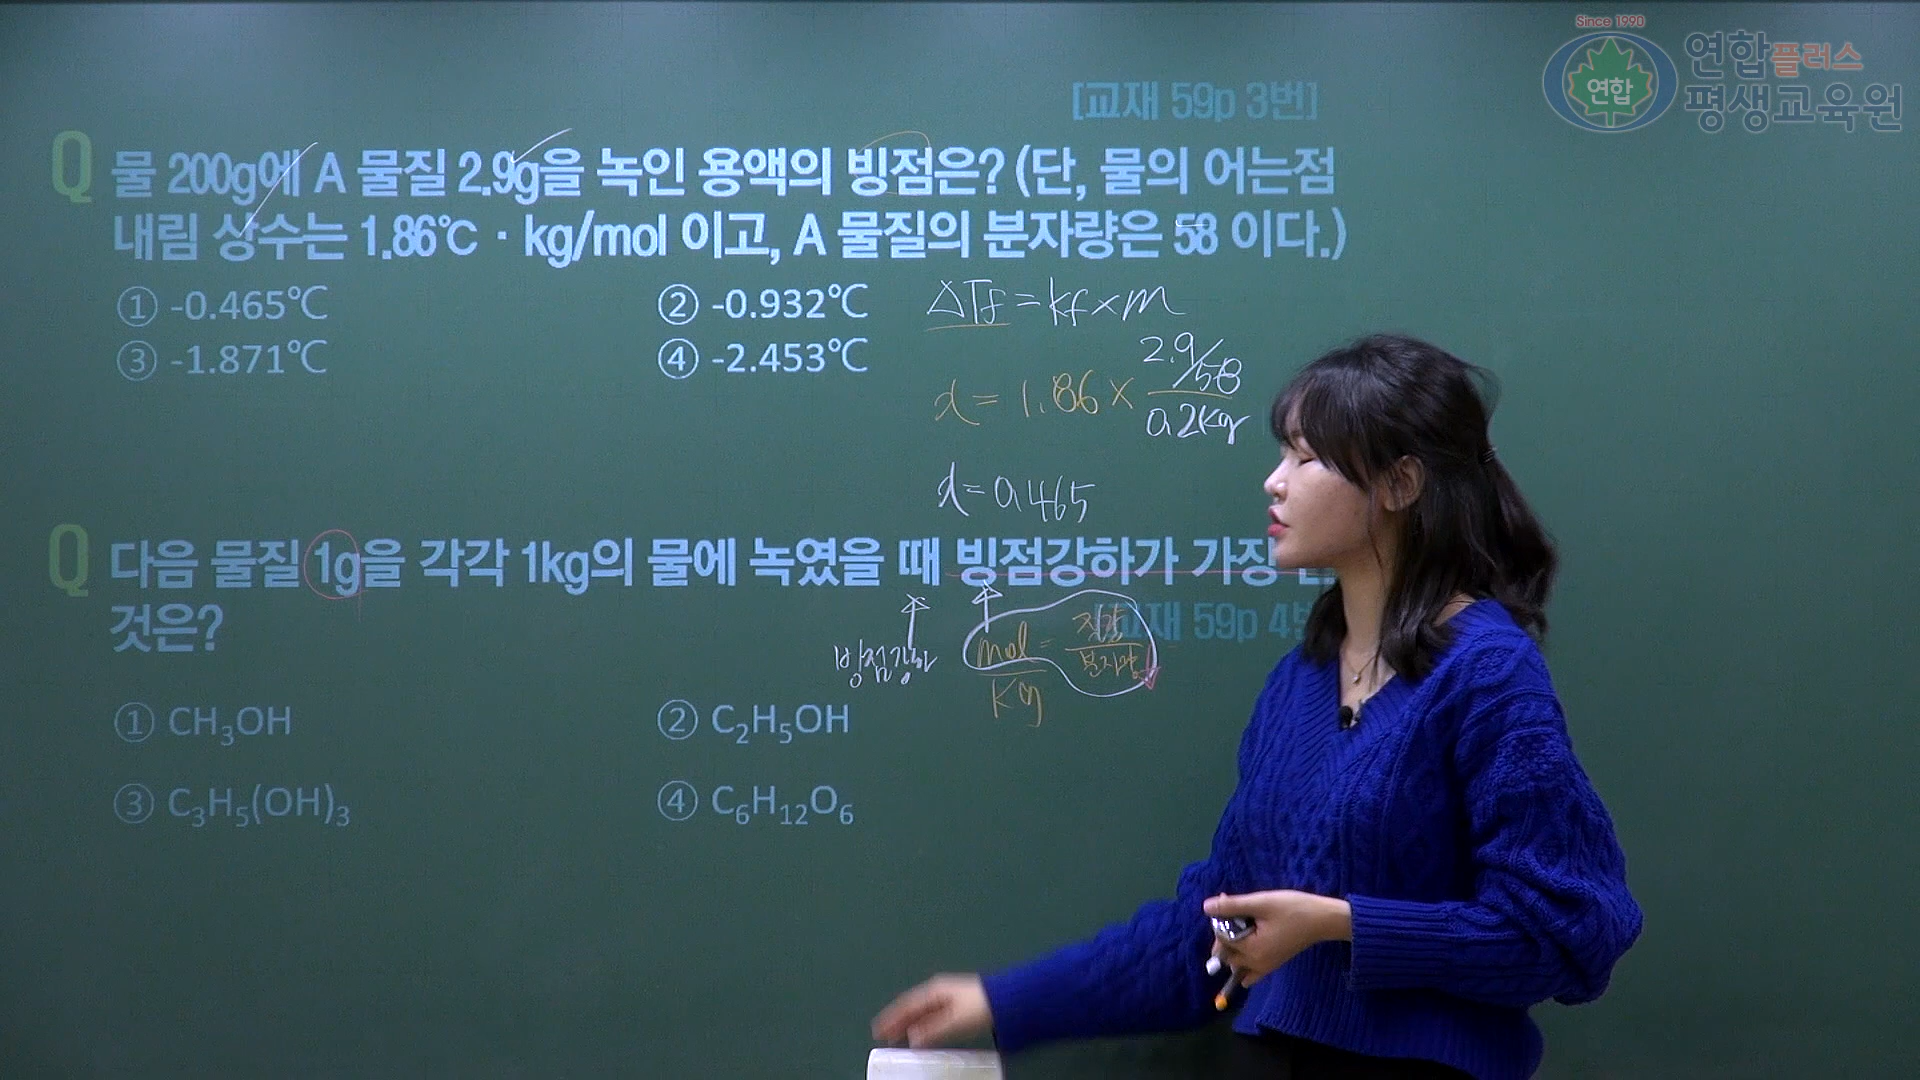 Since 1990
연합
연합플러스
평생교육원
[교재 59p 3번]
Q 물 200g에 A 물질 2.9g을 녹인 용액의 빙점은? (단, 물의 어는점
내림 상수는 1.86℃ · kg/mol 이고, A 물질의 분자량은 58 이다.)
① -0.465℃ ② -0.932℃
③ -1.871℃ ④ -2.453℃
ΔTf = kf × m
2.9/58
x = 1.86 ×
0.2kg
x = 0.465
Q 다음 물질 1g을 각각 1kg의 물에 녹였을 때 빙점강하가 가장
것은?
교재 59p 4번
빙점강하
mol = 질량
분자량
kg
① CH₃OH ② C₂H₅OH
③ C₃H₅(OH)₃ ④ C₆H₁₂O₆